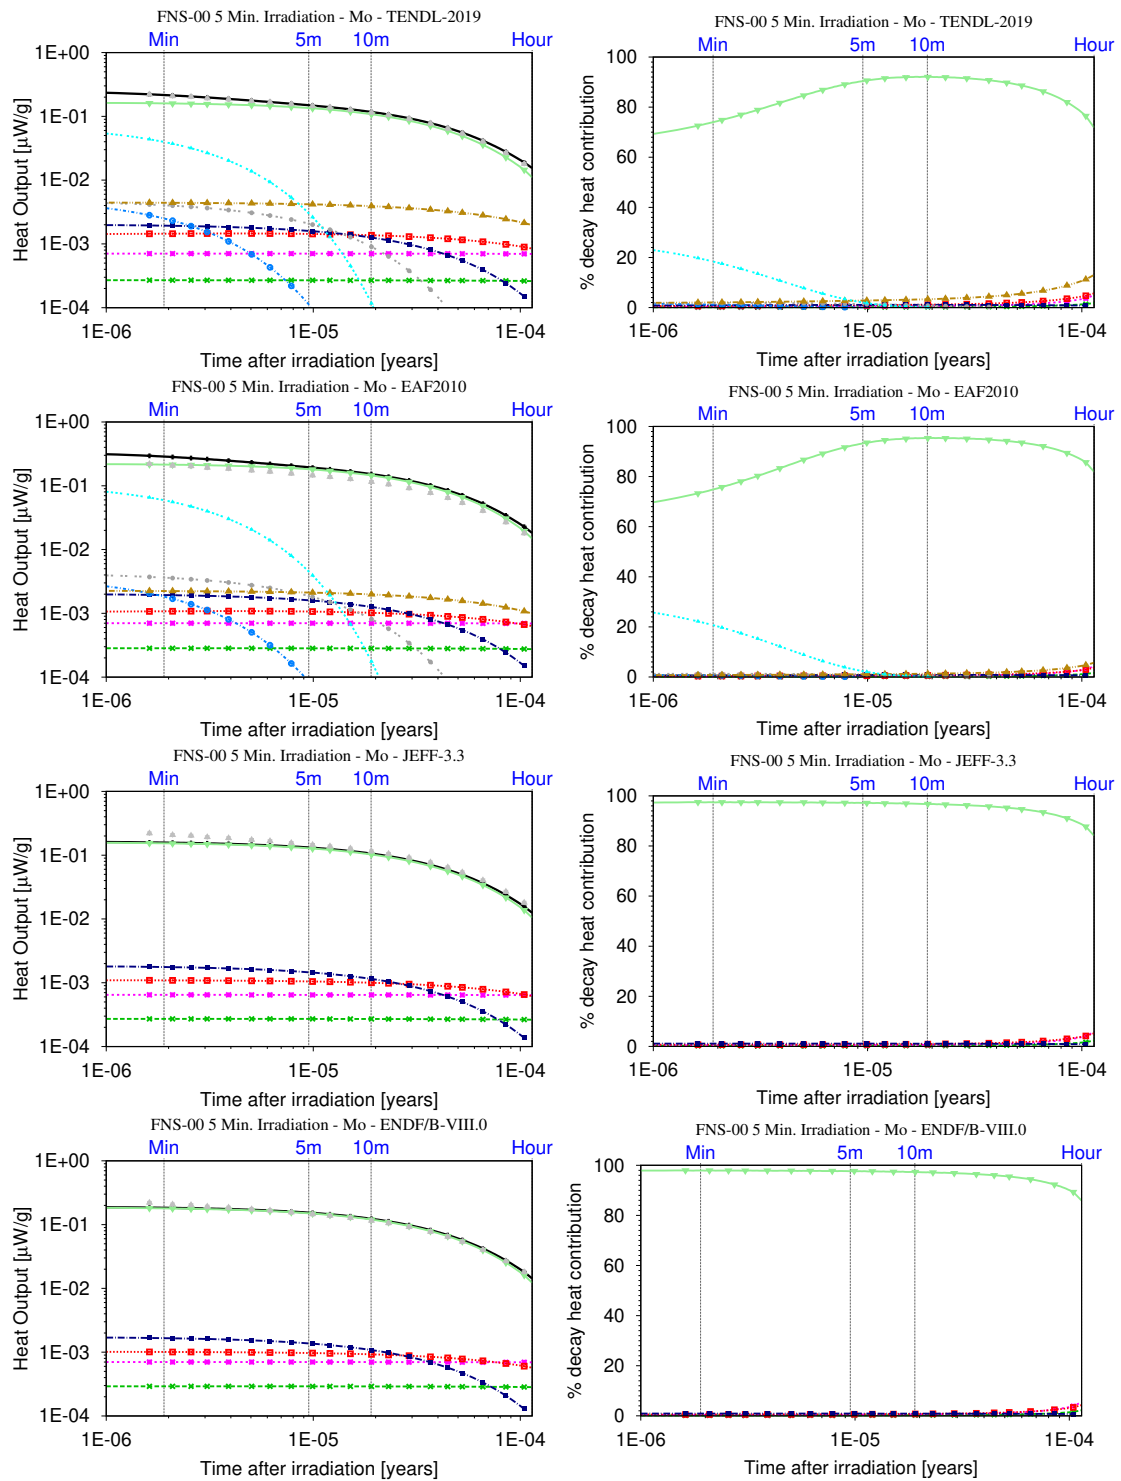 FNS-00 5 Min. Irradiation - Mo - TENDL-2019
Min 5m 10m Hour
1E+00
1E-01
1E-02
1E-03
1E-04
Heat Output [µW/g]
1E-06 1E-05 1E-04
Time after irradiation [years]
FNS-00 5 Min. Irradiation - Mo - TENDL-2019
Min 5m 10m Hour
100
80
60
40
20
0
% decay heat contribution
1E-06 1E-05 1E-04
Time after irradiation [years]
FNS-00 5 Min. Irradiation - Mo - EAF2010
Min 5m 10m Hour
1E+00
1E-01
1E-02
1E-03
1E-04
Heat Output [µW/g]
1E-06 1E-05 1E-04
Time after irradiation [years]
FNS-00 5 Min. Irradiation - Mo - EAF2010
Min 5m 10m Hour
100
80
60
40
20
0
% decay heat contribution
1E-06 1E-05 1E-04
Time after irradiation [years]
FNS-00 5 Min. Irradiation - Mo - JEFF-3.3
Min 5m 10m Hour
1E+00
1E-01
1E-02
1E-03
1E-04
Heat Output [µW/g]
1E-06 1E-05 1E-04
Time after irradiation [years]
FNS-00 5 Min. Irradiation - Mo - JEFF-3.3
Min 5m 10m Hour
100
80
60
40
20
0
% decay heat contribution
1E-06 1E-05 1E-04
Time after irradiation [years]
FNS-00 5 Min. Irradiation - Mo - ENDF/B-VIII.0
Min 5m 10m Hour
1E+00
1E-01
1E-02
1E-03
1E-04
Heat Output [µW/g]
1E-06 1E-05 1E-04
Time after irradiation [years]
FNS-00 5 Min. Irradiation - Mo - ENDF/B-VIII.0
Min 5m 10m Hour
100
80
60
40
20
0
% decay heat contribution
1E-06 1E-05 1E-04
Time after irradiation [years]